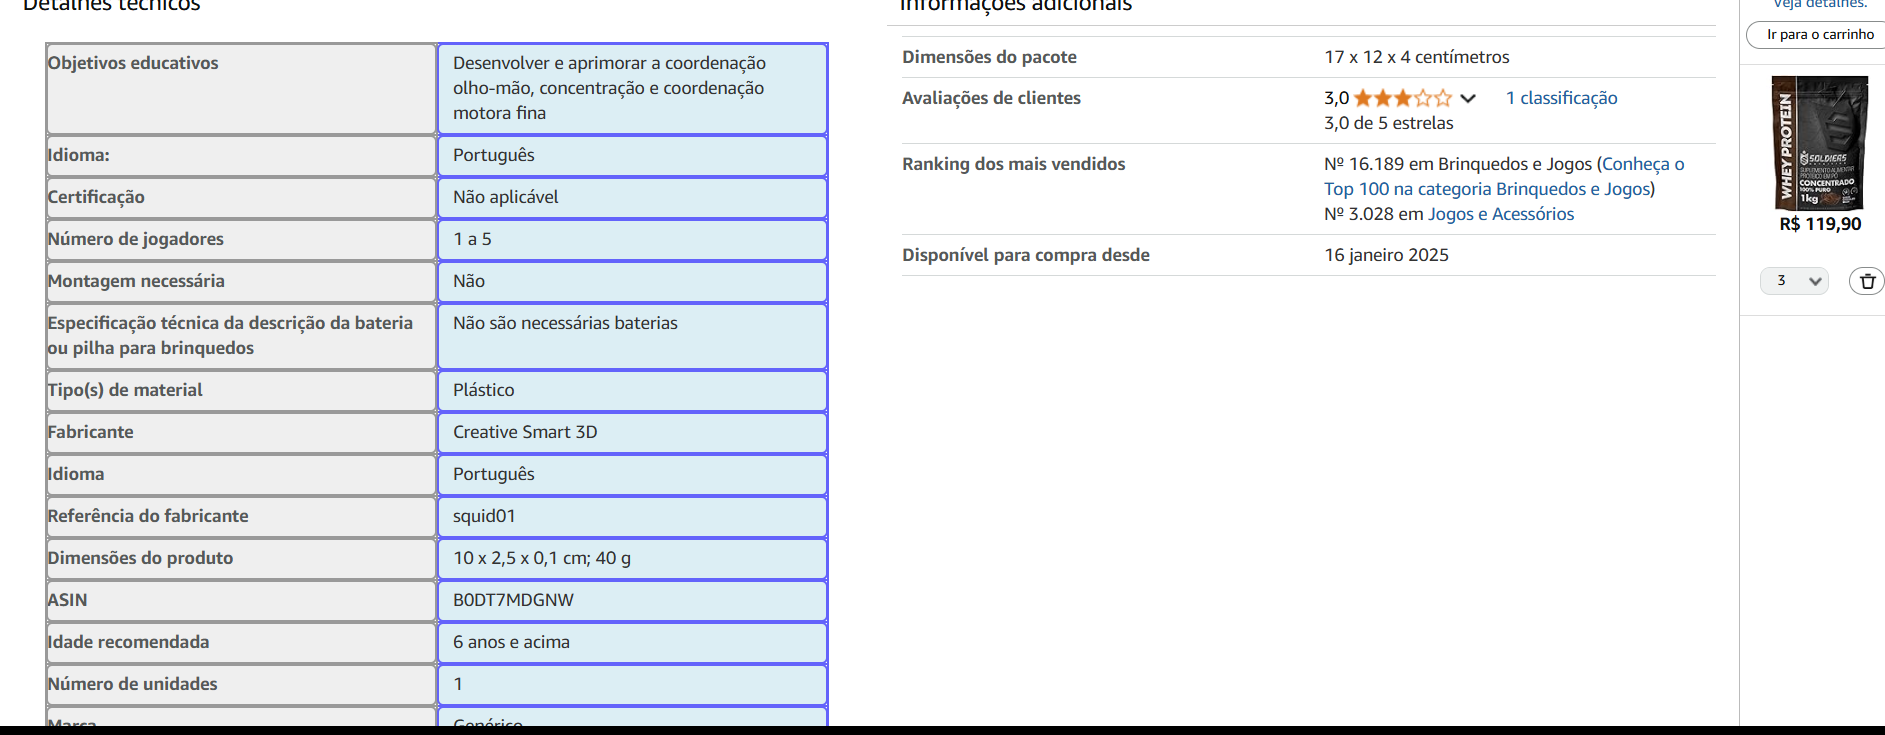 Detalhes técnicos
Objetivos educativos
Desenvolver e aprimorar a coordenação
olho-mão, concentração e coordenação
motora fina
Idioma:
Português
Certificação
Não aplicável
Número de jogadores
1 a 5
Montagem necessária
Não
Especificação técnica da descrição da bateria
ou pilha para brinquedos
Não são necessárias baterias
Tipo(s) de material
Plástico
Fabricante
Creative Smart 3D
Idioma
Português
Referência do fabricante
squid01
Dimensões do produto
10 x 2,5 x 0,1 cm; 40 g
ASIN
B0DT7MDGNW
Idade recomendada
6 anos e acima
Número de unidades
1
Marca
Genérico
Informações adicionais
Dimensões do pacote
17 x 12 x 4 centímetros
Avaliações de clientes
3,0 1 classificação
3,0 de 5 estrelas
Ranking dos mais vendidos
Nº 16.189 em Brinquedos e Jogos (Conheça o
Top 100 na categoria Brinquedos e Jogos)
Nº 3.028 em Jogos e Acessórios
Disponível para compra desde
16 janeiro 2025
Veja detalhes.
Ir para o carrinho
WHEY PROTEIN
SOLDIERS
SUPLEMENTO ALIMENTAR
PROTEICO EM PÓ
CONCENTRADO
100% PURO
1kg
R$ 119,90
3